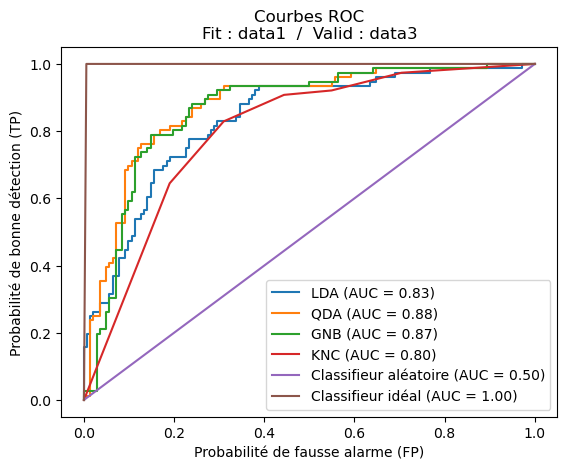 Courbes ROC
Fit : data1  /  Valid : data3
Probabilité de bonne détection (TP)
1.0
0.8
0.6
0.4
0.2
0.0
LDA (AUC = 0.83)
QDA (AUC = 0.88)
GNB (AUC = 0.87)
KNC (AUC = 0.80)
Classifieur aléatoire (AUC = 0.50)
Classifieur idéal (AUC = 1.00)
0.0 0.2 0.4 0.6 0.8 1.0
Probabilité de fausse alarme (FP)